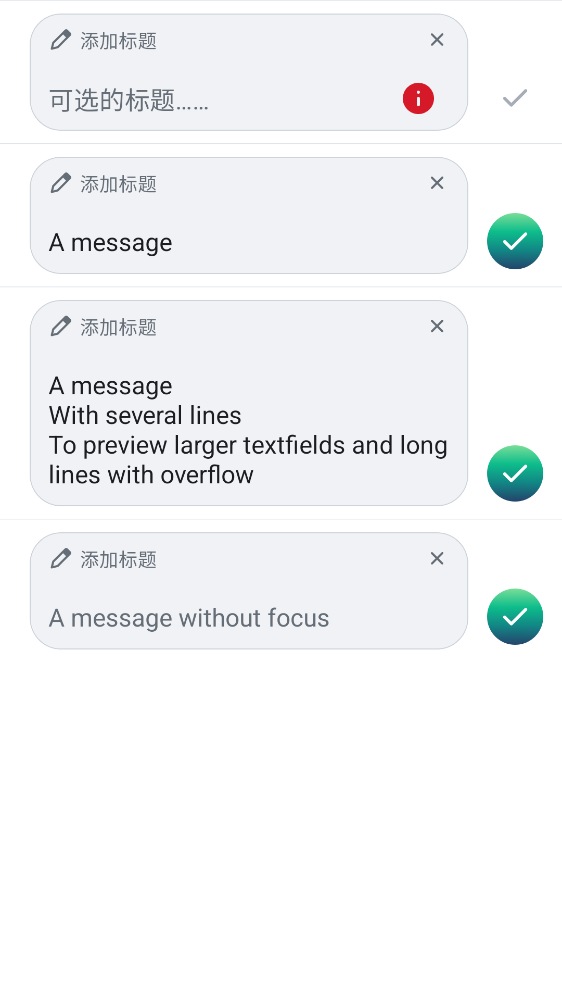 添加标题
可选的标题……
添加标题
A message
添加标题
A message
With several lines
To preview larger textfields and long
lines with overflow
添加标题
A message without focus